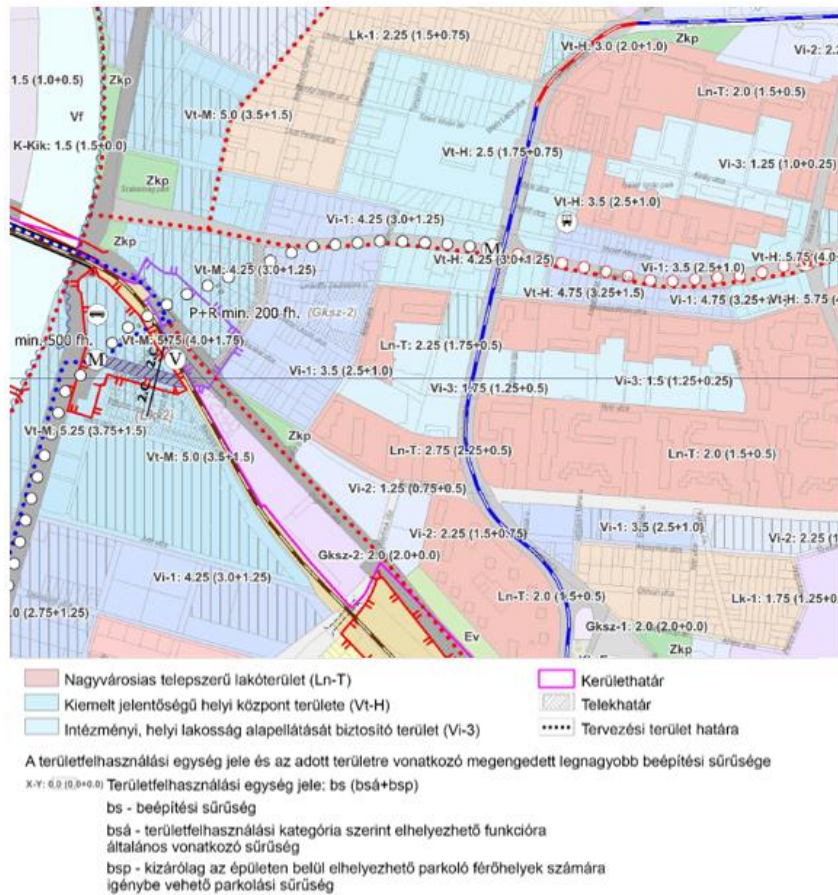 Lk-1: 2.25 (1.5+0.75)
Vt-H: 3.0 (2.0+1.0)
Zkp
Vi-2: 2.2
1.5 (1.0+0.5)
Zkp
Ln-T: 2.0 (1.5+0.5)
Vf
Vt-M: 5.0 (3.5+1.5)
K-Kik: 1.5 (1.5+0.0)
Vt-H: 2.5 (1.75+0.75)
Vi-3: 1.25 (1.0+0.25)
Zkp
Vt-H: 3.5 (2.5+1.0)
Vi-1: 4.25 (3.0+1.25)
Zkp
M
Vt-M: 4.25 (3.0+1.25)
Vt-H: 4.25 (3.0+1.25)
Vt-H: 5.75 (4.0+
Vi-1: 3.5 (2.5+1.0)
Vt-H: 4.75 (3.25+1.5)
Vi-1: 4.75 (3.25+
Vt-H: 5.75 (4
P+R min. 200 fh.
(Gksz-2)
min. 500 fh.
Vt-M: 5.75 (4.0+1.75)
Ln-T: 2.25 (1.75+0.5)
M
V
Vi-1: 3.5 (2.5+1.0)
Vi-3: 1.75 (1.25+0.5)
Vi-3: 1.5 (1.25+0.25)
Vt-M: 5.25 (3.75+1.5)
Zkp
Vt-M: 5.0 (3.5+1.5)
Ln-T: 2.75 (2.25+0.5)
Ln-T: 2.0 (1.5+0.5)
Vi-2: 1.25 (0.75+0.5)
Vi-2: 2.25 (1.5+0.75)
Vi-1: 3.5 (2.5+1.0)
Vi-2: 2.25 (1
Gksz-2: 2.0 (2.0+0.0)
Vi-1: 4.25 (3.0+1.25)
Ln-T: 2.0 (1.5+0.5)
Lk-1: 1.75 (1.25+0
.0 (2.75+1.25)
Gksz-1: 2.0 (2.0+0.0)
Ev
Zkp
Nagyvárosias telepszerű lakóterület (Ln-T)
Kerülethatár
Kiemelt jelentőségű helyi központ területe (Vt-H)
Telekhatár
Intézményi, helyi lakosság alapellátását biztosító terület (Vi-3)
Tervezési terület határa
A területfelhasználási egység jele és az adott területre vonatkozó megengedett legnagyobb beépítési sűrűsége
X-Y: 0.0 (0.0+0.0) Területfelhasználási egység jele: bs (bsá+bsp)
bs - beépítési sűrűség
bsá - területfelhasználási kategória szerint elhelyezhető funkcióra
általános vonatkozó sűrűség
bsp - kizárólag az épületen belül elhelyezhető parkoló férőhelyek számára
igénybe vehető parkolási sűrűség